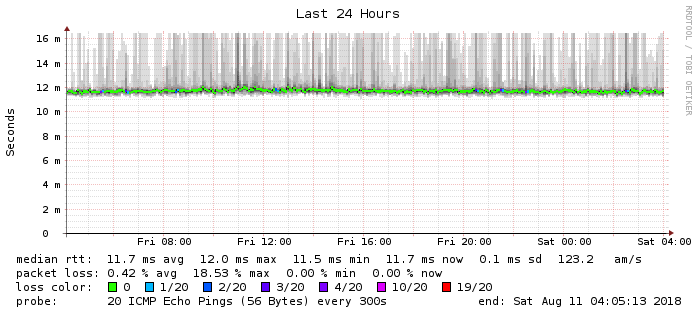 Last 24 Hours
RRDTOOL / TOBI OETIKER
Seconds
16 m
14 m
12 m
10 m
8 m
6 m
4 m
2 m
0
Fri 08:00 Fri 12:00 Fri 16:00 Fri 20:00 Sat 00:00 Sat 04:00
median rtt: 11.7 ms avg 12.0 ms max 11.5 ms min 11.7 ms now 0.1 ms sd 123.2 am/s
packet loss: 0.42 % avg 18.53 % max 0.00 % min 0.00 % now
loss color: 0 1/20 2/20 3/20 4/20 10/20 19/20
probe: 20 ICMP Echo Pings (56 Bytes) every 300s end: Sat Aug 11 04:05:13 2018